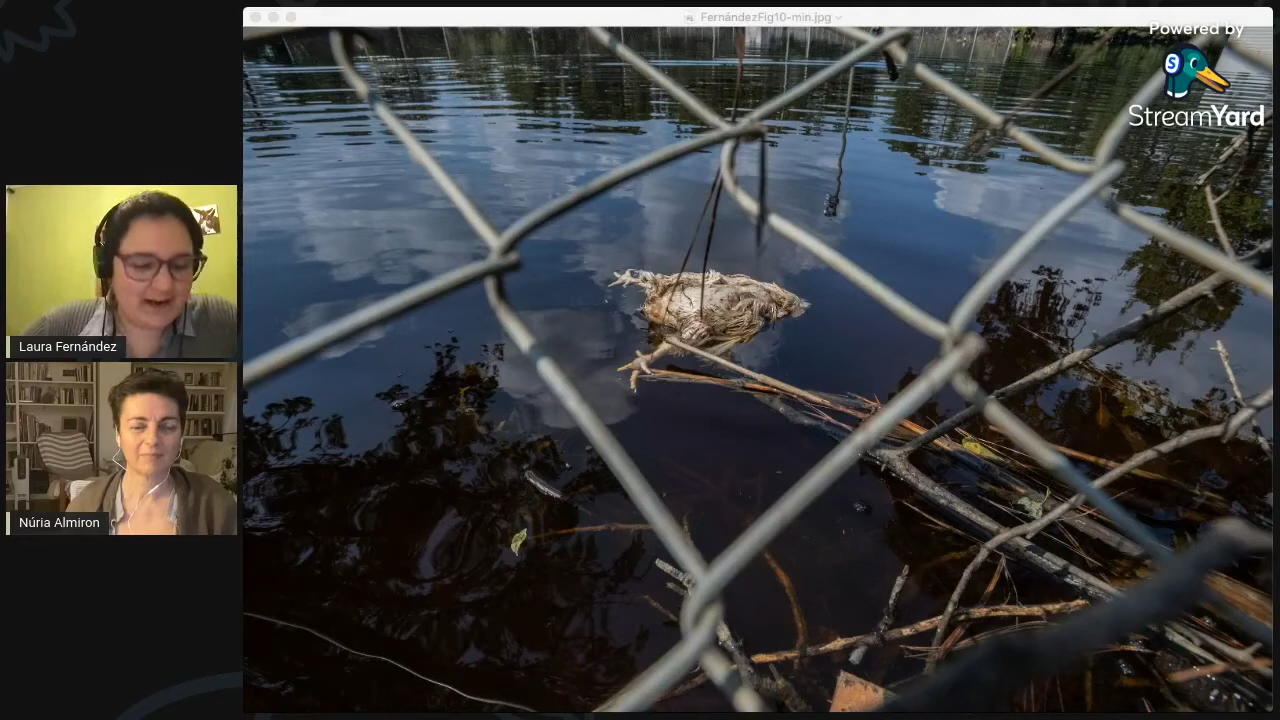 FernándezFig10-min.jpg
Powered by
StreamYard
Laura Fernández
Núria Almiron